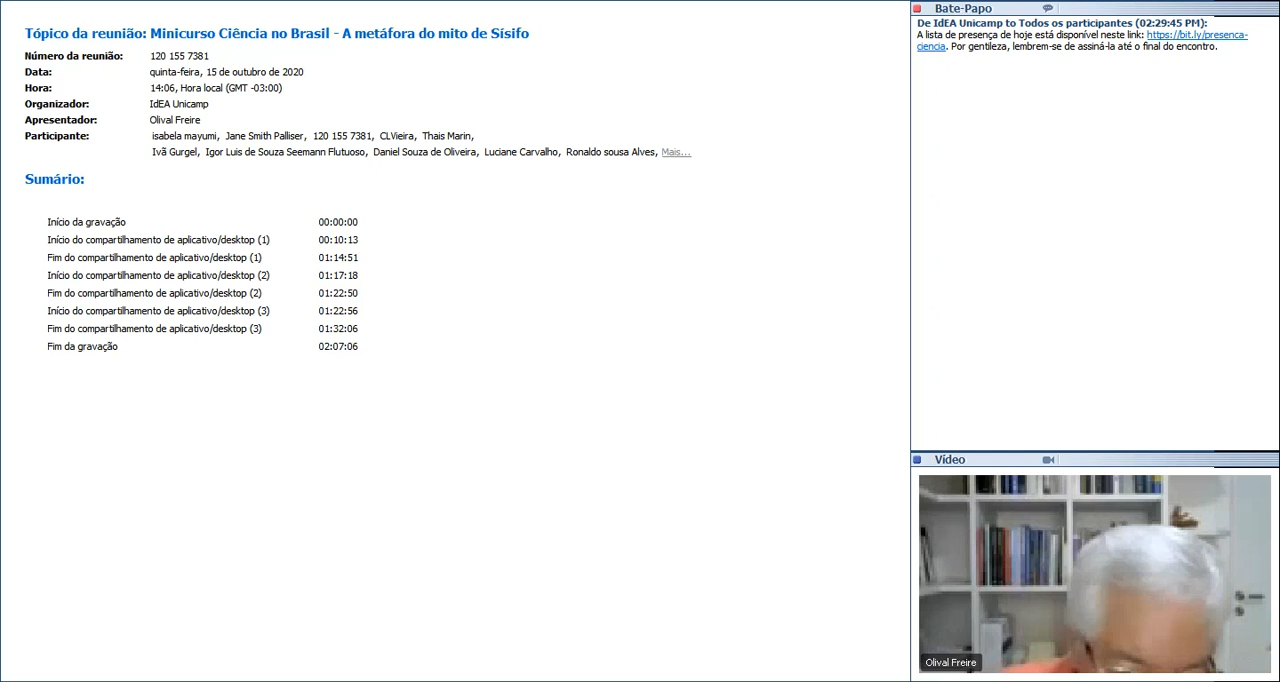 Tópico da reunião: Minicurso Ciência no Brasil - A metáfora do mito de Sísifo
Número da reunião: 120 155 7381
Data: quinta-feira, 15 de outubro de 2020
Hora: 14:06, Hora local (GMT -03:00)
Organizador: IdEA Unicamp
Apresentador: Olival Freire
Participante: isabela mayumi, Jane Smith Palliser, 120 155 7381, CLVieira, Thais Marin,
Ivã Gurgel, Igor Luis de Souza Seemann Flutuoso, Daniel Souza de Oliveira, Luciane Carvalho, Ronaldo sousa Alves, Mais...
Sumário:
Início da gravação 00:00:00
Início do compartilhamento de aplicativo/desktop (1) 00:10:13
Fim do compartilhamento de aplicativo/desktop (1) 01:14:51
Início do compartilhamento de aplicativo/desktop (2) 01:17:18
Fim do compartilhamento de aplicativo/desktop (2) 01:22:50
Início do compartilhamento de aplicativo/desktop (3) 01:22:56
Fim do compartilhamento de aplicativo/desktop (3) 01:32:06
Fim da gravação 02:07:06
Bate-Papo
De IdEA Unicamp to Todos os participantes (02:29:45 PM):
A lista de presença de hoje está disponível neste link: https://bit.ly/presenca-
ciencia. Por gentileza, lembrem-se de assiná-la até o final do encontro.
Vídeo
Olival Freire